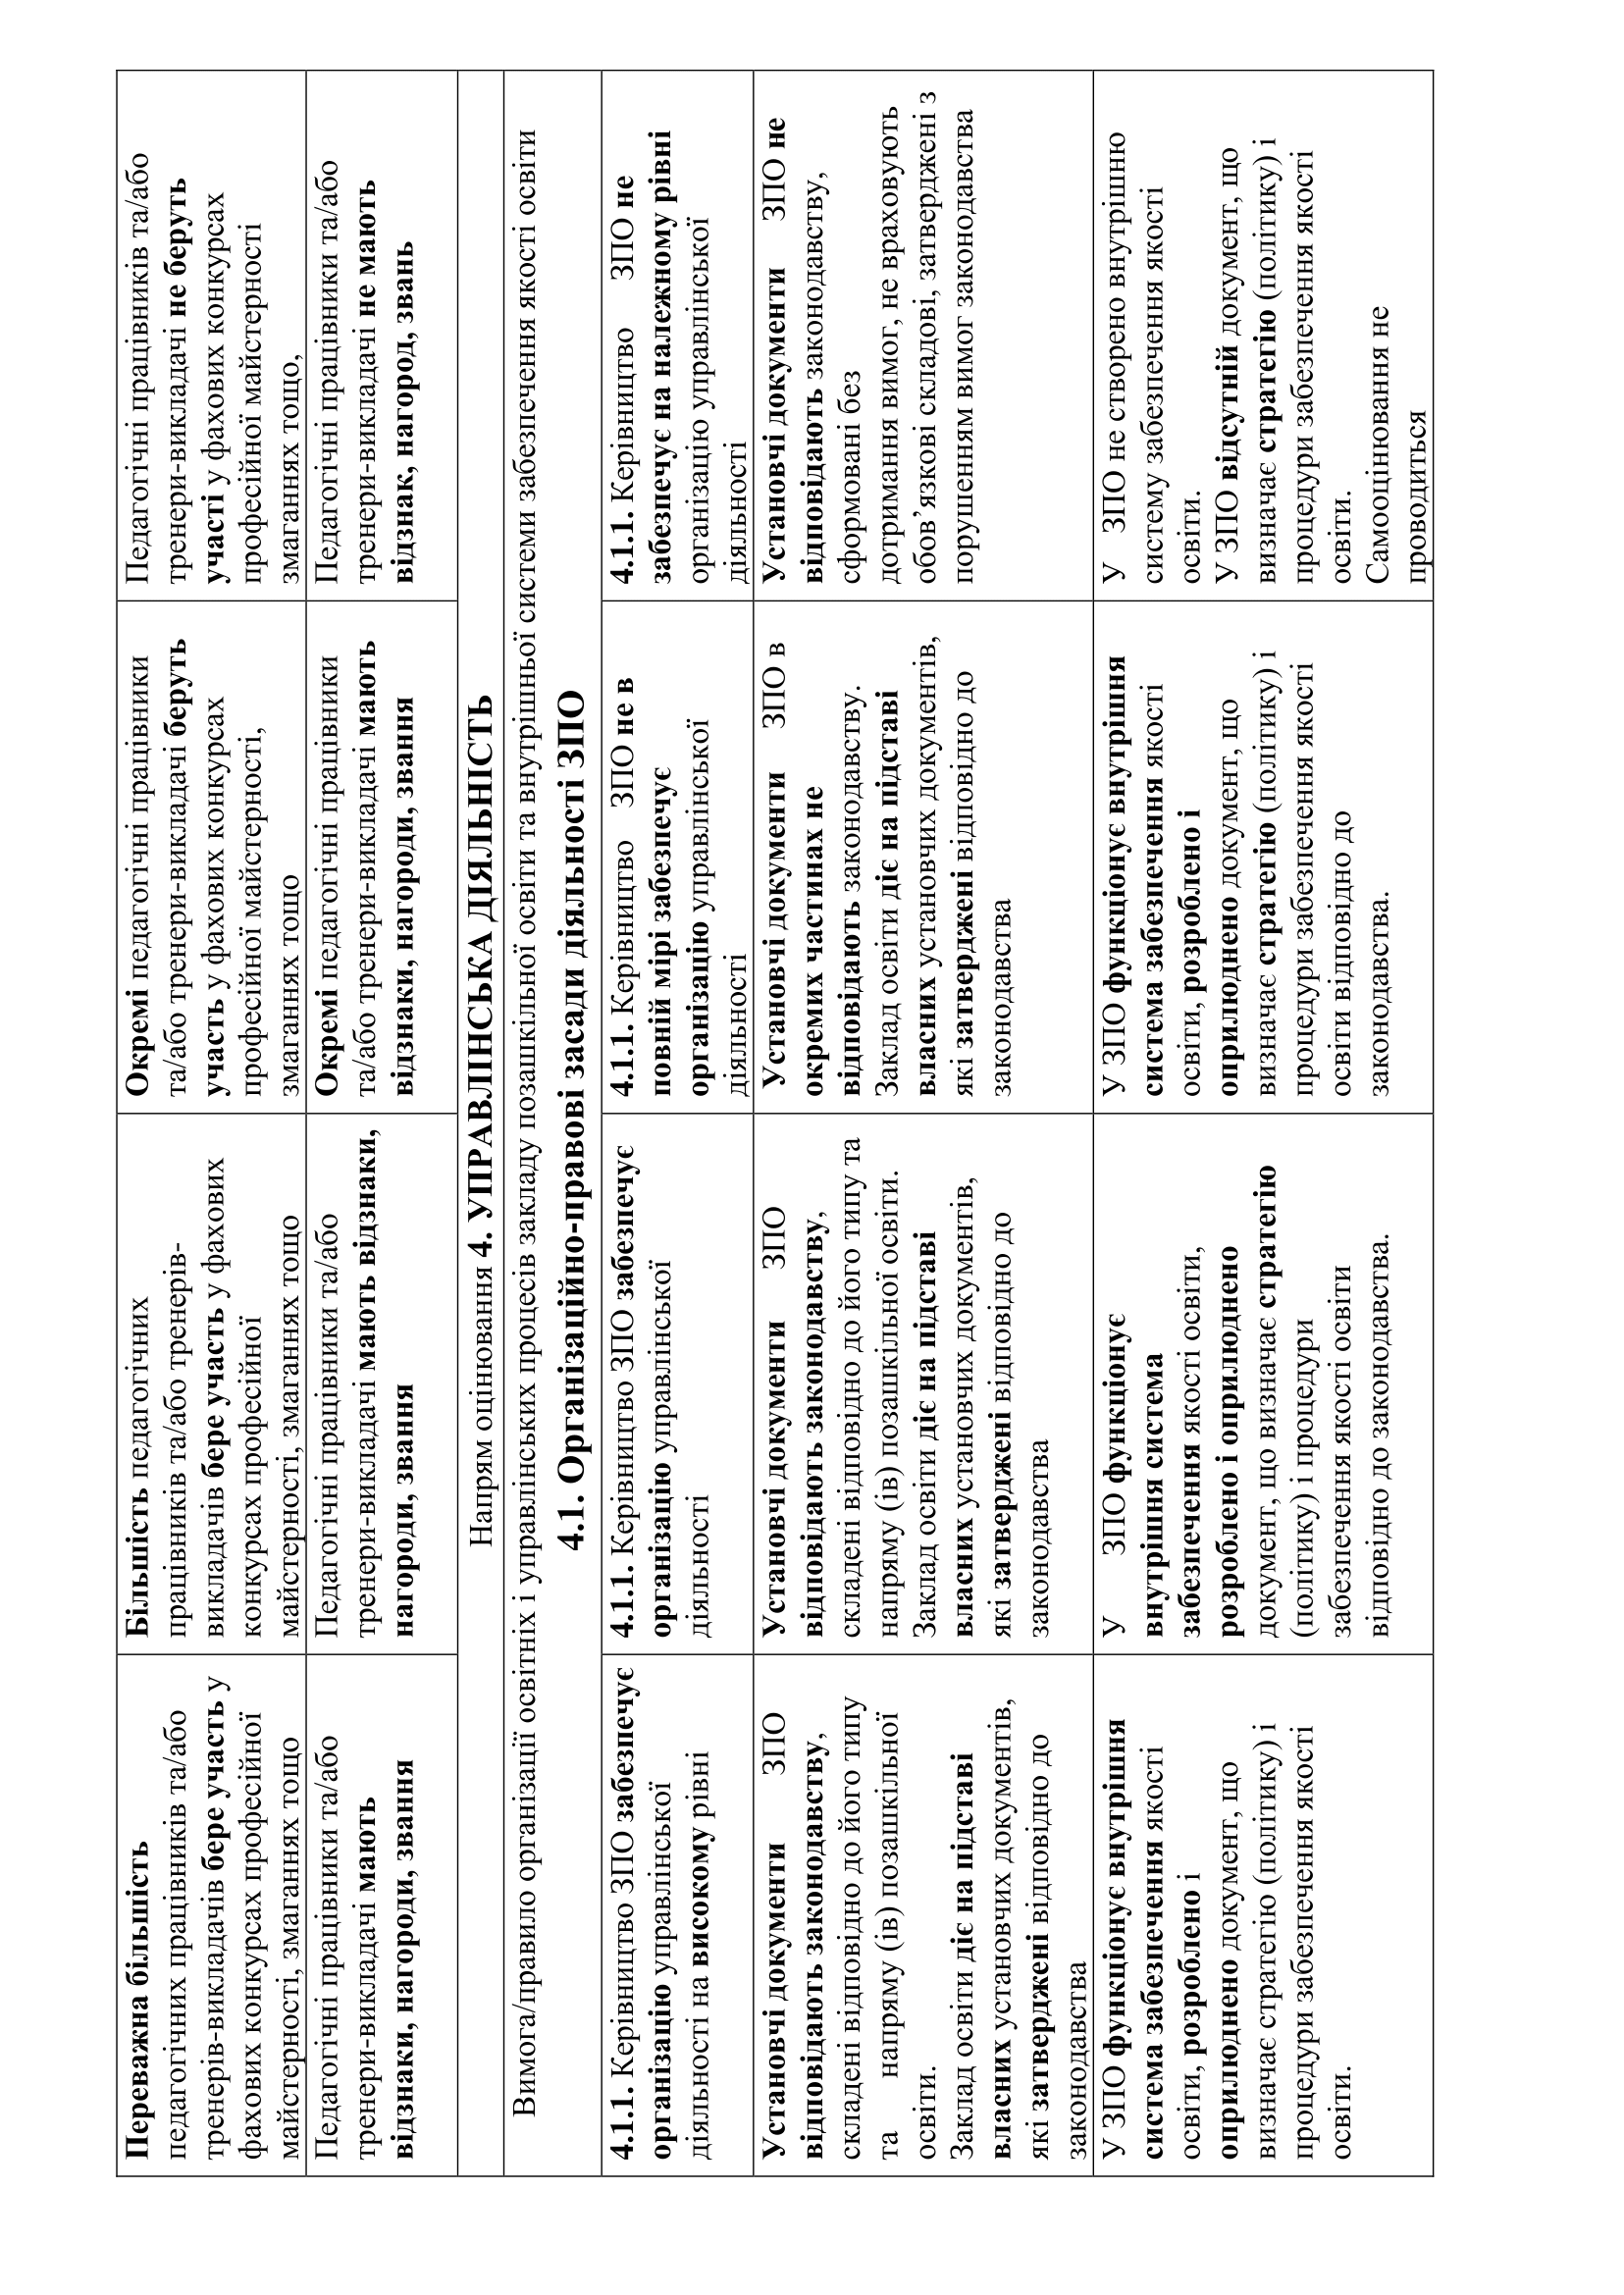 Переважна більшість
педагогічних працівників та/або
тренерів-викладачів бере участь у
фахових конкурсах професійної
майстерності, змаганнях тощо
Більшість педагогічних
працівників та/або тренерів-
викладачів бере участь у фахових
конкурсах професійної
майстерності, змаганнях тощо
Окремі педагогічні працівники
та/або тренери-викладачі беруть
участь у фахових конкурсах
професійної майстерності,
змаганнях тощо
Педагогічні працівників та/або
тренери-викладачі не беруть
участі у фахових конкурсах
професійної майстерності
змаганнях тощо,
Педагогічні працівники та/або
тренери-викладачі мають
відзнаки, нагороди, звання
Педагогічні працівники та/або
тренери-викладачі мають відзнаки,
нагороди, звання
Окремі педагогічні працівники
та/або тренери-викладачі мають
відзнаки, нагороди, звання
Педагогічні працівники та/або
тренери-викладачі не мають
відзнак, нагород, звань
Напрям оцінювання 4. УПРАВЛІНСЬКА ДІЯЛЬНІСТЬ
Вимога/правило організації освітніх і управлінських процесів закладу позашкільної освіти та внутрішньої системи забезпечення якості освіти
4.1. Організаційно-правові засади діяльності ЗПО
4.1.1. Керівництво ЗПО забезпечує
організацію управлінської
діяльності на високому рівні
4.1.1. Керівництво ЗПО забезпечує
організацію управлінської
діяльності
4.1.1. Керівництво ЗПО не в
повній мірі забезпечує
організацію управлінської
діяльності
4.1.1. Керівництво ЗПО не
забезпечує на належному рівні
організацію управлінської
діяльності
Установчі документи ЗПО
відповідають законодавству,
складені відповідно до його типу
та напряму (ів) позашкільної
освіти.
Заклад освіти діє на підставі
власних установчих документів,
які затверджені відповідно до
законодавства
Установчі документи ЗПО
відповідають законодавству,
складені відповідно до його типу та
напряму (ів) позашкільної освіти.
Заклад освіти діє на підставі
власних установчих документів,
які затверджені відповідно до
законодавства
Установчі документи ЗПО в
окремих частинах не
відповідають законодавству.
Заклад освіти діє на підставі
власних установчих документів,
які затверджені відповідно до
законодавства
Установчі документи ЗПО не
відповідають законодавству,
сформовані без
дотримання вимог, не враховують
обов’язкові складові, затверджені з
порушенням вимог законодавства
У ЗПО функціонує внутрішня
система забезпечення якості
освіти, розроблено і
оприлюднено документ, що
визначає стратегію (політику) і
процедури забезпечення якості
освіти.
У ЗПО функціонує
внутрішня система
забезпечення якості освіти,
розроблено і оприлюднено
документ, що визначає стратегію
(політику) і процедури
забезпечення якості освіти
відповідно до законодавства.
У ЗПО функціонує внутрішня
система забезпечення якості
освіти, розроблено і
оприлюднено документ, що
визначає стратегію (політику) і
процедури забезпечення якості
освіти відповідно до
законодавства.
У ЗПО не створено внутрішню
систему забезпечення якості
освіти.
У ЗПО відсутній документ, що
визначає стратегію (політику) і
процедури забезпечення якості
освіти.
Самооцінювання не
проводиться